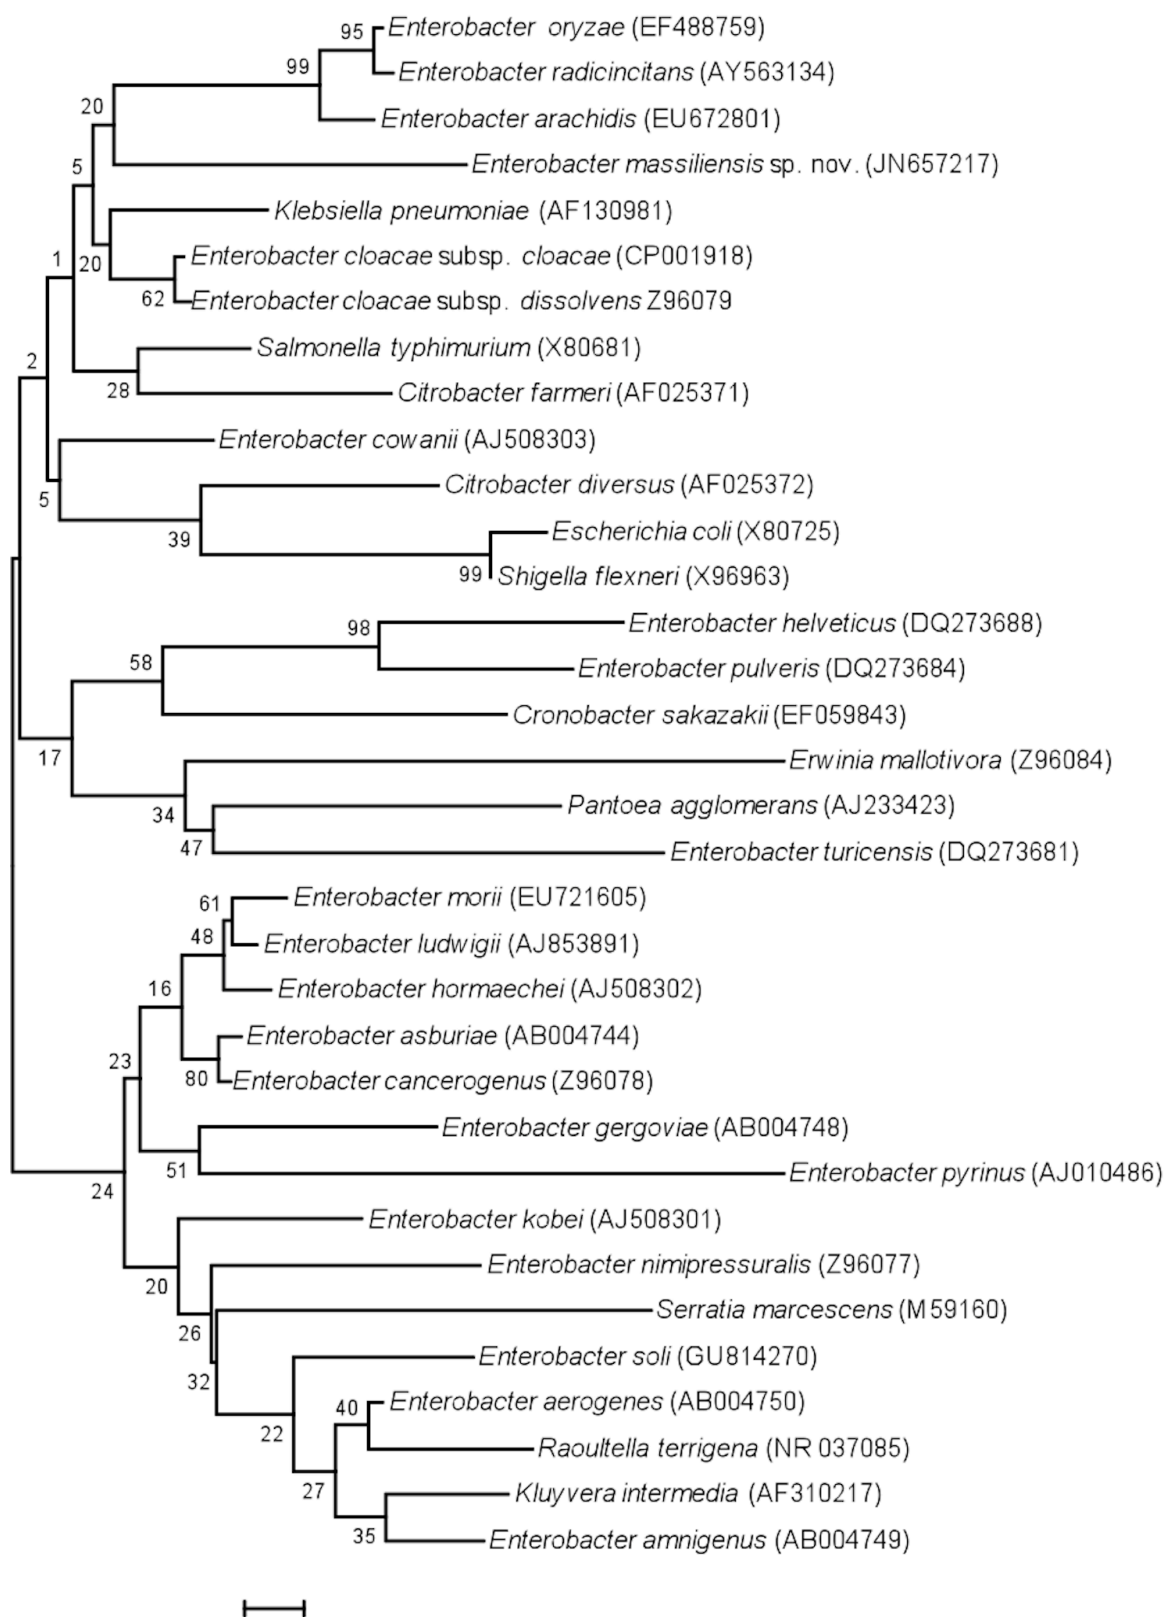 95
Enterobacter oryzae (EF488759)
99
Enterobacter radicincitans (AY563134)
20
Enterobacter arachidis (EU672801)
5
Enterobacter massiliensis sp. nov. (JN657217)
Klebsiella pneumoniae (AF130981)
1
20
Enterobacter cloacae subsp. cloacae (CP001918)
62
Enterobacter cloacae subsp. dissolvens Z96079
2
Salmonella typhimurium (X80681)
28
Citrobacter farmeri (AF025371)
Enterobacter cowanii (AJ508303)
5
Citrobacter diversus (AF025372)
39
Escherichia coli (X80725)
99
Shigella flexneri (X96963)
98
Enterobacter helveticus (DQ273688)
58
Enterobacter pulveris (DQ273684)
Cronobacter sakazakii (EF059843)
17
Erwinia mallotivora (Z96084)
34
Pantoea agglomerans (AJ233423)
47
Enterobacter turicensis (DQ273681)
61
Enterobacter morii (EU721605)
48
Enterobacter ludwigii (AJ853891)
16
Enterobacter hormaechei (AJ508302)
23
Enterobacter asburiae (AB004744)
80
Enterobacter cancerogenus (Z96078)
Enterobacter gergoviae (AB004748)
51
Enterobacter pyrinus (AJ010486)
24
Enterobacter kobei (AJ508301)
20
Enterobacter nimipressuralis (Z96077)
26
Serratia marcescens (M59160)
32
Enterobacter soli (GU814270)
22
40
Enterobacter aerogenes (AB004750)
Raoultella terrigena (NR 037085)
27
Kluyvera intermedia (AF310217)
35
Enterobacter amnigenus (AB004749)